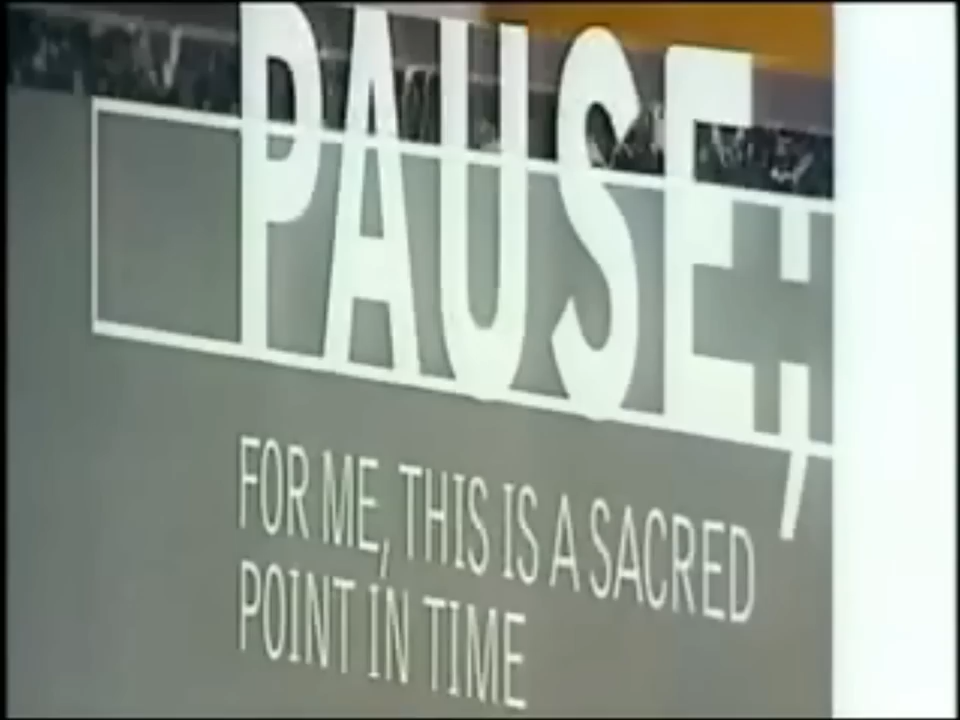 PAUSE;
FOR ME, THIS IS A SACRED
POINT IN TIME